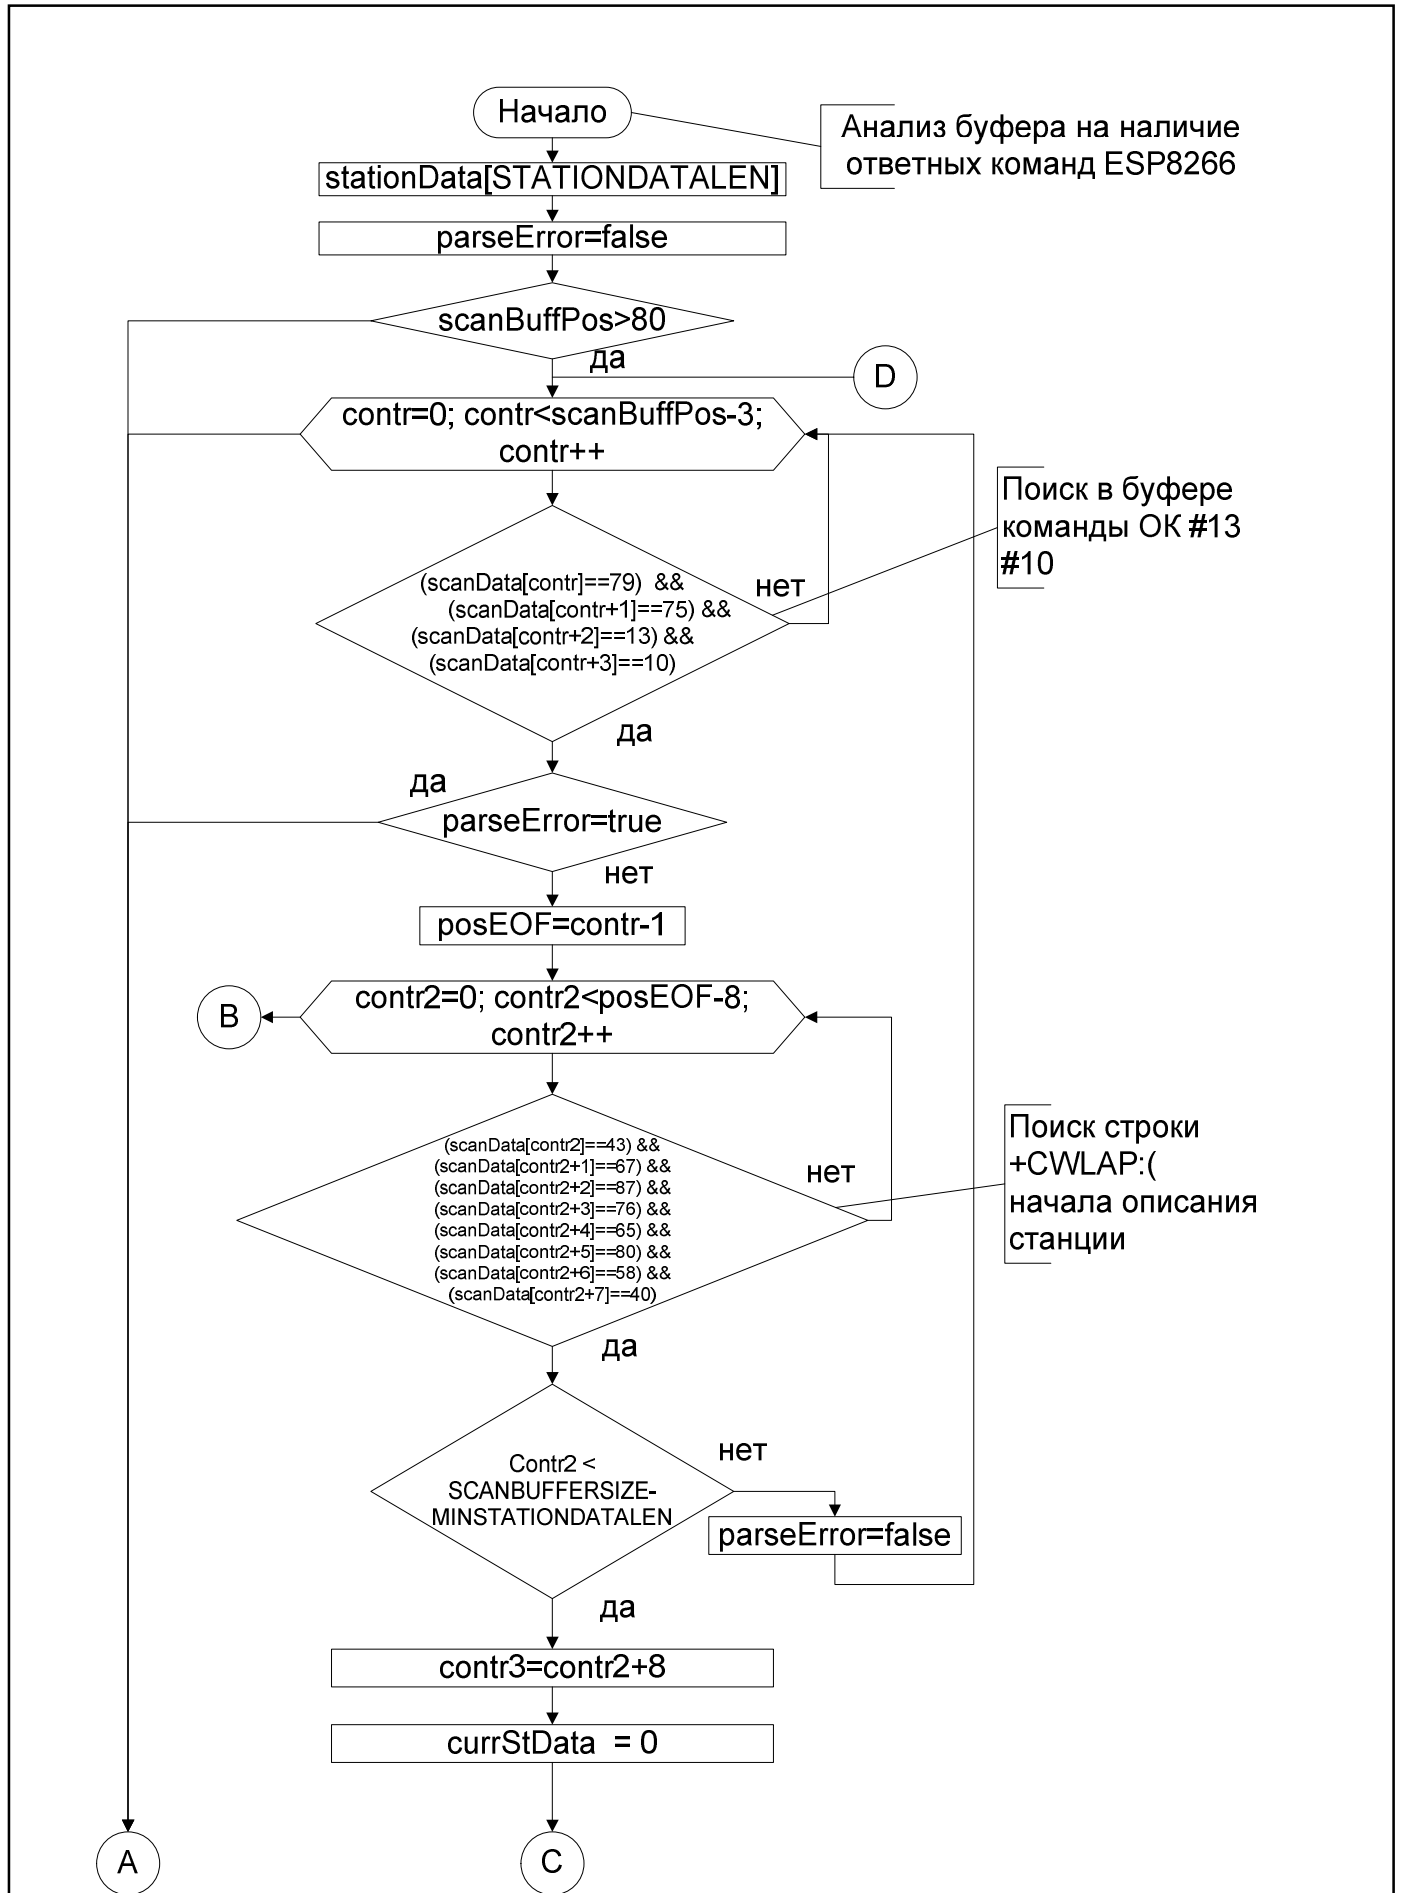 Начало
Анализ буфера на наличие
ответных команд ESP8266
stationData[STATIONDATALEN]
parseError=false
scanBuffPos>80
да
D
contr=0; contr<scanBuffPos-3;
contr++
Поиск в буфере
команды ОК #13
#10
(scanData[contr]==79) &&
(scanData[contr+1]==75) &&
(scanData[contr+2]==13) &&
(scanData[contr+3]==10)
нет
да
да
parseError=true
нет
posEOF=contr-1
B
contr2=0; contr2<posEOF-8;
contr2++
Поиск строки
+CWLAP:(
начала описания
станции
(scanData[contr2]==43) &&
(scanData[contr2+1]==67) &&
(scanData[contr2+2]==87) &&
(scanData[contr2+3]==76) &&
(scanData[contr2+4]==65) &&
(scanData[contr2+5]==80) &&
(scanData[contr2+6]==58) &&
(scanData[contr2+7]==40)
нет
да
Contr2 <
SCANBUFFERSIZE-
MINSTATIONDATALEN
нет
parseError=false
да
contr3=contr2+8
currStData = 0
A
C